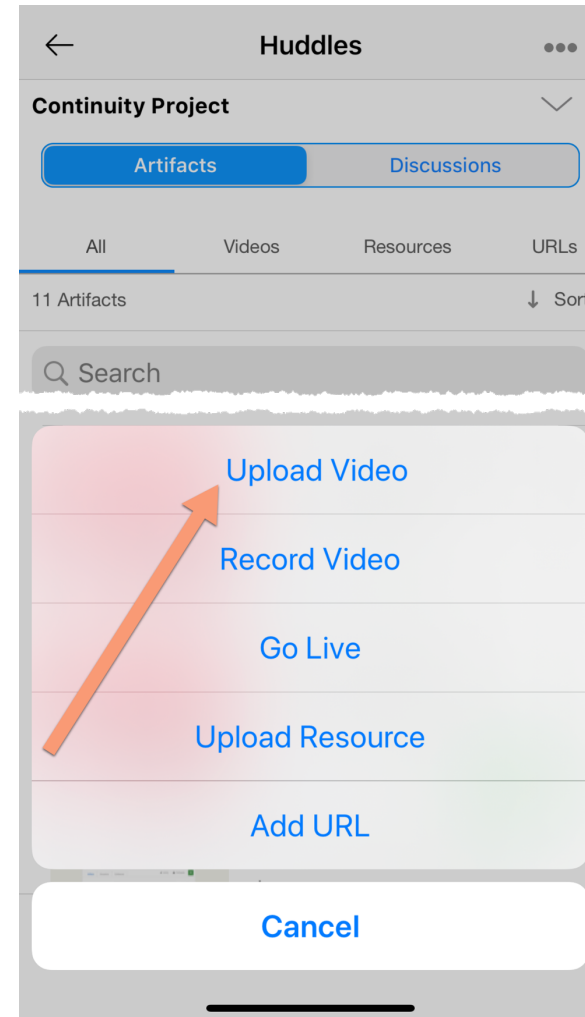 Huddles
Continuity Project
Artifacts Discussions
All Videos Resources URLs
11 Artifacts Sort
Search
Upload Video
Record Video
Go Live
Upload Resource
Add URL
Cancel